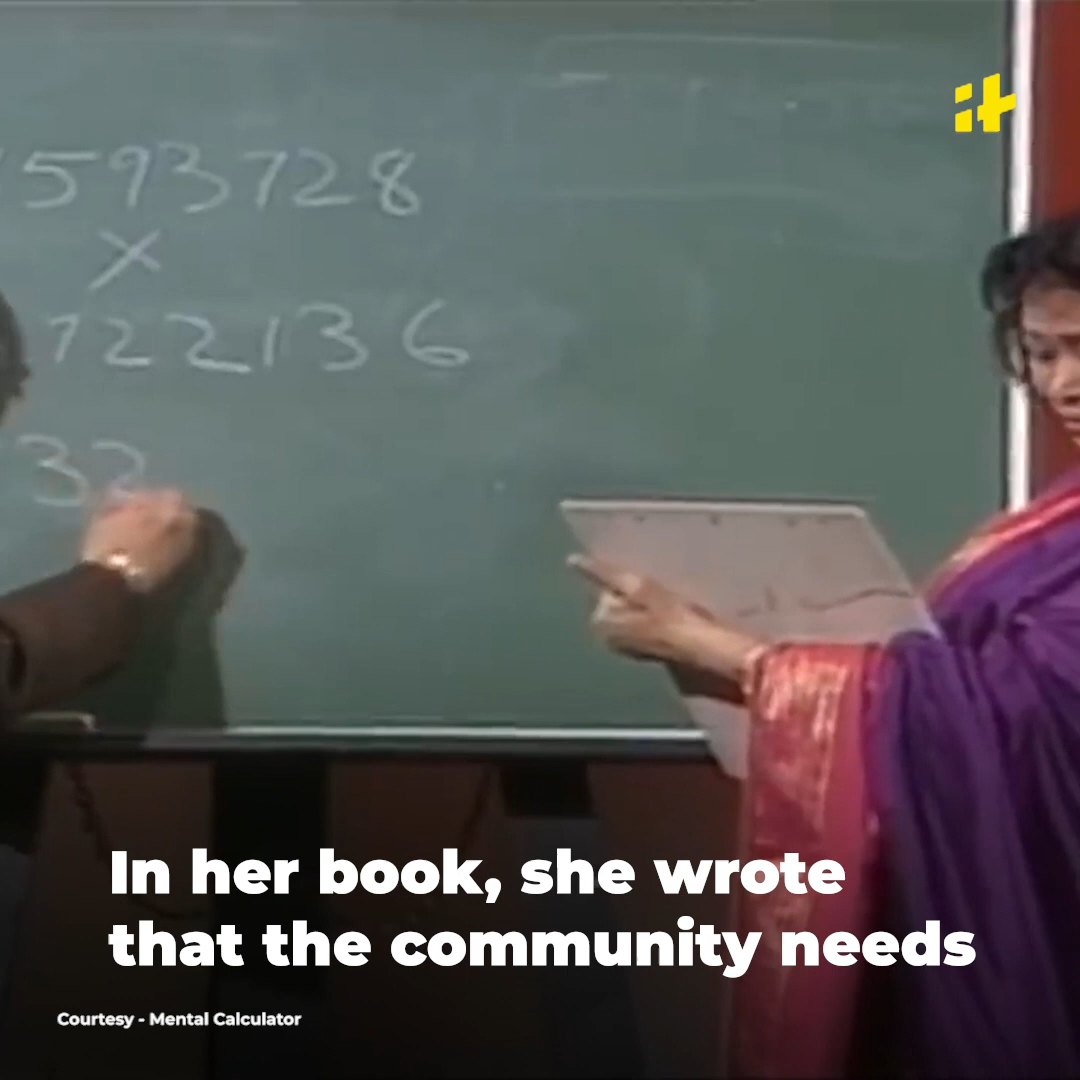 593728
X
722136
32
In her book, she wrote
that the community needs
Courtesy - Mental Calculator